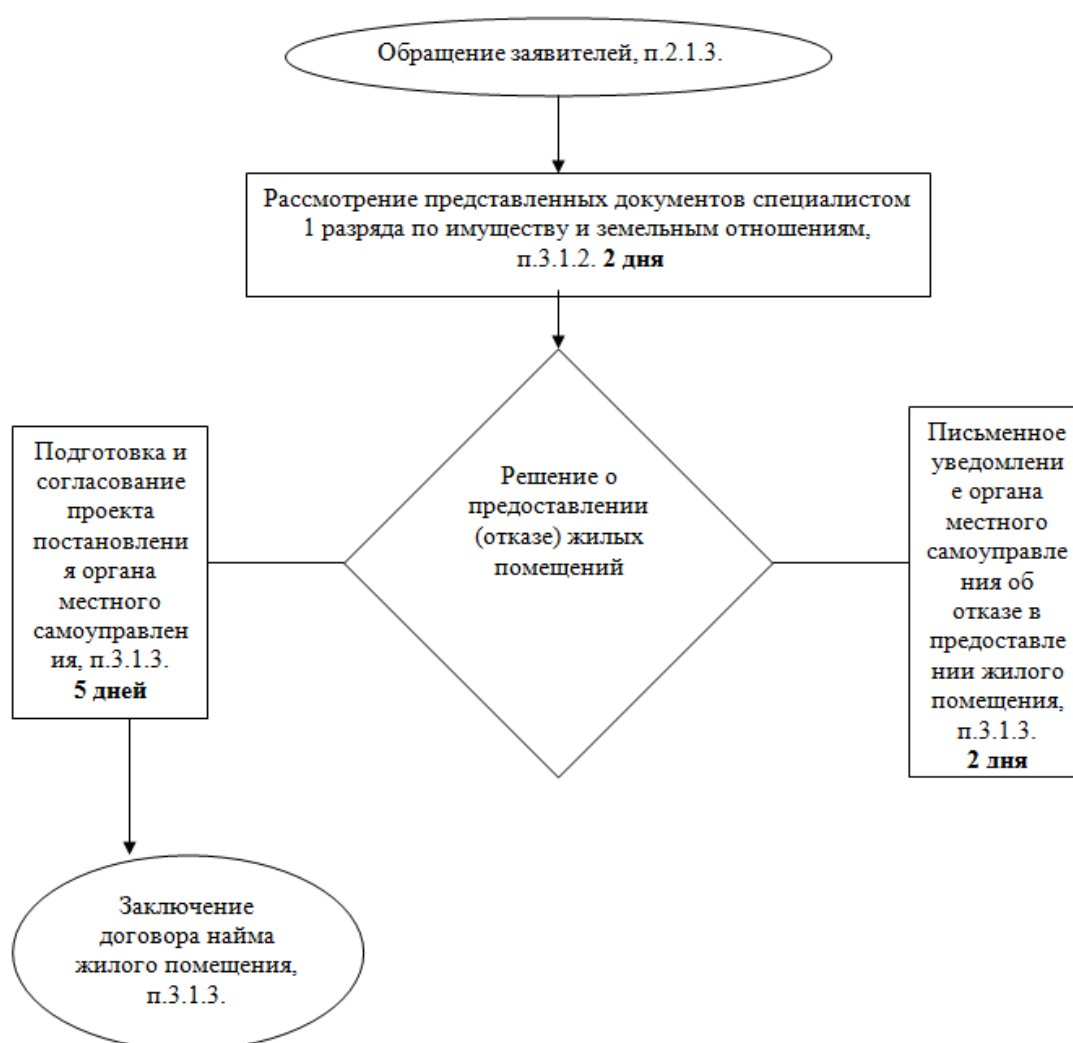 Обращение заявителей, п.2.1.3.
Рассмотрение представленных документов специалистом
1 разряда по имуществу и земельным отношениям,
п.3.1.2. 2 дня
Решение о
предоставлении
(отказе) жилых
помещений
Подготовка и
согласование
проекта
постановлени
я органа
местного
самоуправлен
ия, п.3.1.3.
5 дней
Письменное
уведомлени
е органа
местного
самоуправле
ния об
отказе в
предоставле
нии жилого
помещения,
п.3.1.3.
2 дня
Заключение
договора найма
жилого помещения,
п.3.1.3.